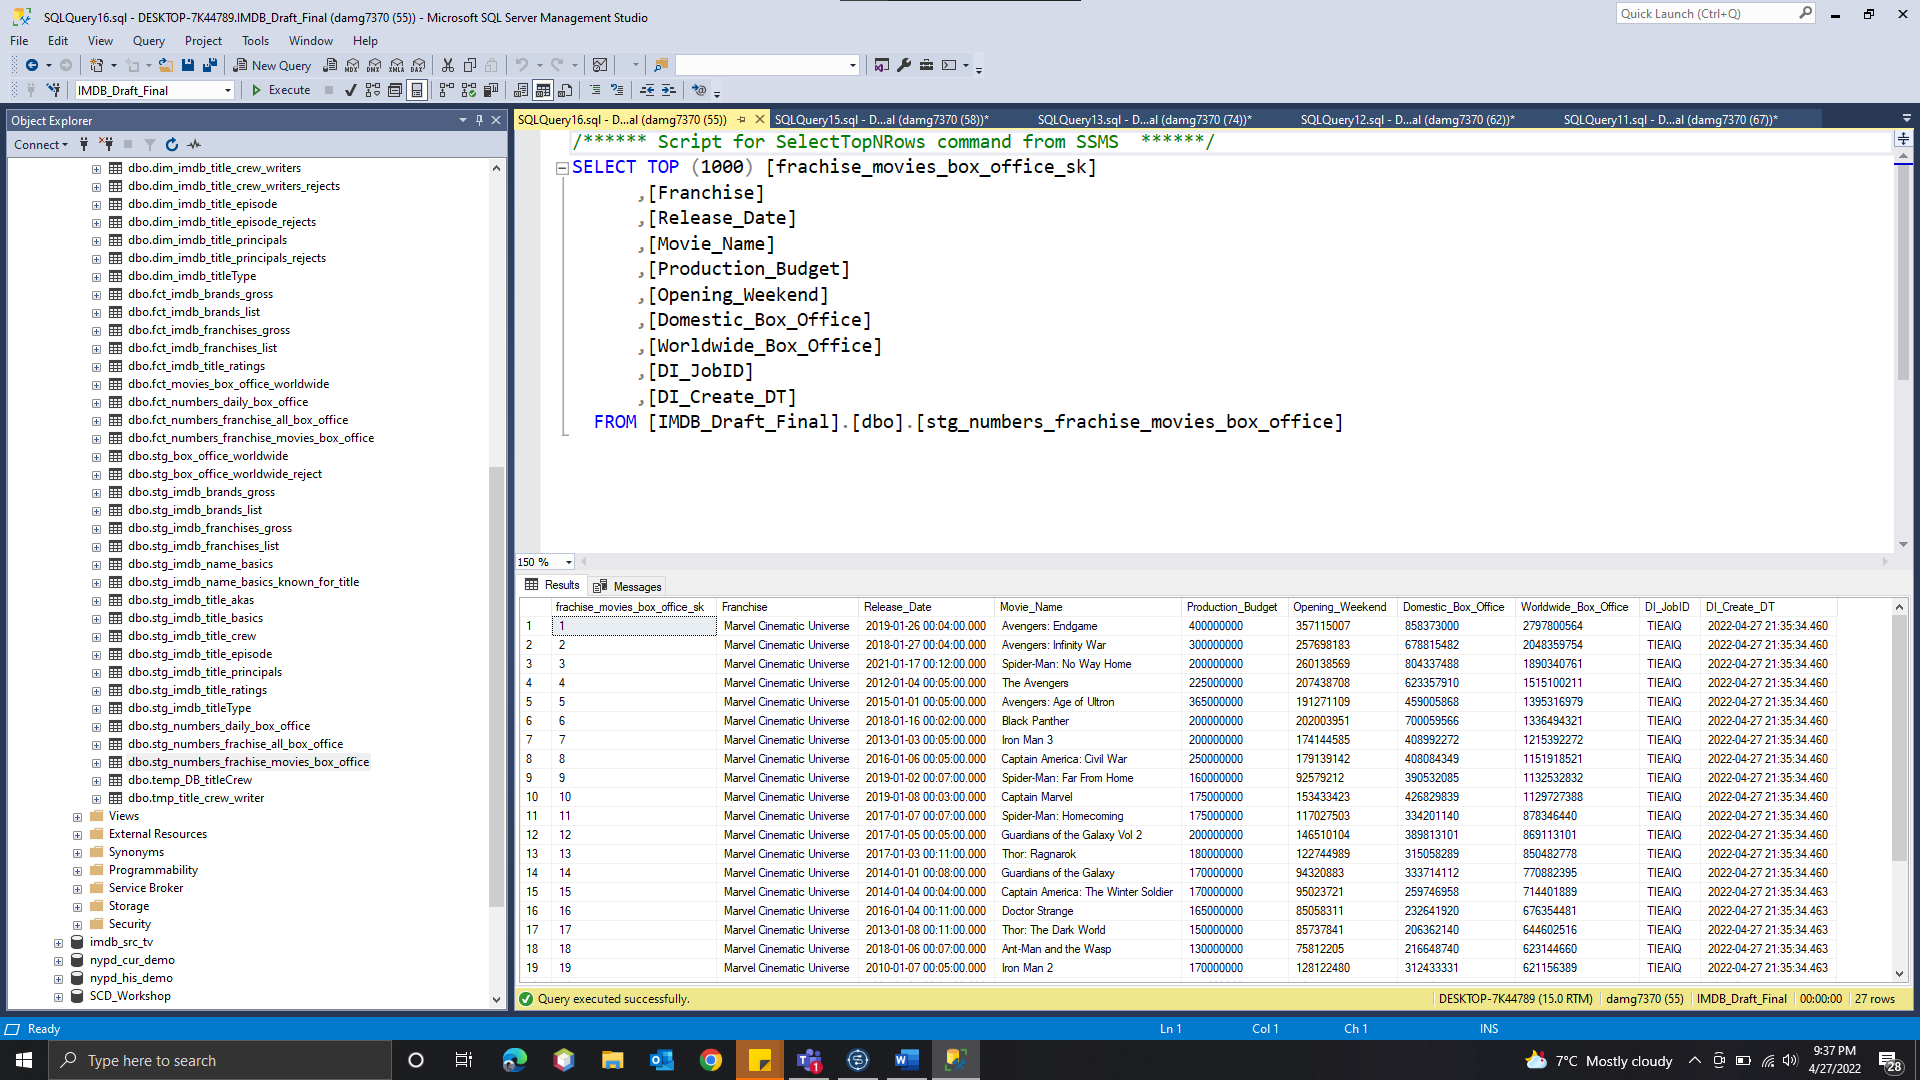 SQLQuery16.sql - DESKTOP-7K44789.IMDB_Draft_Final (damg7370 (55)) - Microsoft SQL Server Management Studio
Quick Launch (Ctrl+Q)
File Edit View Query Project Tools Window Help
New Query
MDX DMX XMLA DAX
IMDB_Draft_Final Execute
Object Explorer
Connect
dbo.dim_imdb_title_crew_writers
dbo.dim_imdb_title_crew_writers_rejects
dbo.dim_imdb_title_episode
dbo.dim_imdb_title_episode_rejects
dbo.dim_imdb_title_principals
dbo.dim_imdb_title_principals_rejects
dbo.dim_imdb_titleType
dbo.fct_imdb_brands_gross
dbo.fct_imdb_brands_list
dbo.fct_imdb_franchises_gross
dbo.fct_imdb_franchises_list
dbo.fct_imdb_title_ratings
dbo.fct_movies_box_office_worldwide
dbo.fct_numbers_daily_box_office
dbo.fct_numbers_franchise_all_box_office
dbo.fct_numbers_franchise_movies_box_office
dbo.stg_box_office_worldwide
dbo.stg_box_office_worldwide_reject
dbo.stg_imdb_brands_gross
dbo.stg_imdb_brands_list
dbo.stg_imdb_franchises_gross
dbo.stg_imdb_franchises_list
dbo.stg_imdb_name_basics
dbo.stg_imdb_name_basics_known_for_title
dbo.stg_imdb_title_akas
dbo.stg_imdb_title_basics
dbo.stg_imdb_title_crew
dbo.stg_imdb_title_episode
dbo.stg_imdb_title_principals
dbo.stg_imdb_title_ratings
dbo.stg_imdb_titleType
dbo.stg_numbers_daily_box_office
dbo.stg_numbers_frachise_all_box_office
dbo.stg_numbers_frachise_movies_box_office
dbo.temp_DB_titleCrew
dbo.tmp_title_crew_writer
Views
External Resources
Synonyms
Programmability
Service Broker
Storage
Security
imdb_src_tv
nypd_cur_demo
nypd_his_demo
SCD_Workshop
SQLQuery16.sql - D...al (damg7370 (55)) SQLQuery15.sql - D...al (damg7370 (58))* SQLQuery13.sql - D...al (damg7370 (74))* SQLQuery12.sql - D...al (damg7370 (62))* SQLQuery11.sql - D...al (damg7370 (67))*
/****** Script for SelectTopNRows command from SSMS  ******/
SELECT TOP (1000) [frachise_movies_box_office_sk]
,[Franchise]
,[Release_Date]
,[Movie_Name]
,[Production_Budget]
,[Opening_Weekend]
,[Domestic_Box_Office]
,[Worldwide_Box_Office]
,[DI_JobID]
,[DI_Create_DT]
FROM [IMDB_Draft_Final].[dbo].[stg_numbers_frachise_movies_box_office]
150 %
Results Messages
frachise_movies_box_office_sk Franchise Release_Date Movie_Name Production_Budget Opening_Weekend Domestic_Box_Office Worldwide_Box_Office DI_JobID DI_Create_DT
1 1 Marvel Cinematic Universe 2019-01-26 00:04:00.000 Avengers: Endgame 400000000 357115007 858373000 2797800564 TIEAIQ 2022-04-27 21:35:34.460
2 2 Marvel Cinematic Universe 2018-01-27 00:04:00.000 Avengers: Infinity War 300000000 257698183 678815482 2048359754 TIEAIQ 2022-04-27 21:35:34.460
3 3 Marvel Cinematic Universe 2021-01-17 00:12:00.000 Spider-Man: No Way Home 200000000 260138569 804337488 1890340761 TIEAIQ 2022-04-27 21:35:34.460
4 4 Marvel Cinematic Universe 2012-01-04 00:05:00.000 The Avengers 225000000 207438708 623357910 1515100211 TIEAIQ 2022-04-27 21:35:34.460
5 5 Marvel Cinematic Universe 2015-01-01 00:05:00.000 Avengers: Age of Ultron 365000000 191271109 459005868 1395316979 TIEAIQ 2022-04-27 21:35:34.460
6 6 Marvel Cinematic Universe 2018-01-16 00:02:00.000 Black Panther 200000000 202003951 700059566 1336494321 TIEAIQ 2022-04-27 21:35:34.460
7 7 Marvel Cinematic Universe 2013-01-03 00:05:00.000 Iron Man 3 200000000 174144585 408992272 1215392272 TIEAIQ 2022-04-27 21:35:34.460
8 8 Marvel Cinematic Universe 2016-01-06 00:05:00.000 Captain America: Civil War 250000000 179139142 408084349 1151918521 TIEAIQ 2022-04-27 21:35:34.460
9 9 Marvel Cinematic Universe 2019-01-02 00:07:00.000 Spider-Man: Far From Home 160000000 92579212 390532085 1132532832 TIEAIQ 2022-04-27 21:35:34.460
10 10 Marvel Cinematic Universe 2019-01-08 00:03:00.000 Captain Marvel 175000000 153433423 426829839 1129727388 TIEAIQ 2022-04-27 21:35:34.460
11 11 Marvel Cinematic Universe 2017-01-07 00:07:00.000 Spider-Man: Homecoming 175000000 117027503 334201140 878346440 TIEAIQ 2022-04-27 21:35:34.460
12 12 Marvel Cinematic Universe 2017-01-05 00:05:00.000 Guardians of the Galaxy Vol 2 200000000 146510104 389813101 869113101 TIEAIQ 2022-04-27 21:35:34.460
13 13 Marvel Cinematic Universe 2017-01-03 00:11:00.000 Thor: Ragnarok 180000000 122744989 315058289 850482778 TIEAIQ 2022-04-27 21:35:34.460
14 14 Marvel Cinematic Universe 2014-01-01 00:08:00.000 Guardians of the Galaxy 170000000 94320883 333714112 770882395 TIEAIQ 2022-04-27 21:35:34.460
15 15 Marvel Cinematic Universe 2014-01-04 00:04:00.000 Captain America: The Winter Soldier 170000000 95023721 259746958 714401889 TIEAIQ 2022-04-27 21:35:34.463
16 16 Marvel Cinematic Universe 2016-01-04 00:11:00.000 Doctor Strange 165000000 85058311 232641920 676354481 TIEAIQ 2022-04-27 21:35:34.463
17 17 Marvel Cinematic Universe 2013-01-08 00:11:00.000 Thor: The Dark World 150000000 85737841 206362140 644602516 TIEAIQ 2022-04-27 21:35:34.463
18 18 Marvel Cinematic Universe 2018-01-06 00:07:00.000 Ant-Man and the Wasp 130000000 75812205 216648740 623144660 TIEAIQ 2022-04-27 21:35:34.463
19 19 Marvel Cinematic Universe 2010-01-07 00:05:00.000 Iron Man 2 170000000 128122480 312433331 621156389 TIEAIQ 2022-04-27 21:35:34.463
Query executed successfully. DESKTOP-7K44789 (15.0 RTM) damg7370 (55) IMDB_Draft_Final 00:00:00 27 rows
Ready Ln 1 Col 1 Ch 1 INS
Type here to search
7°C Mostly cloudy
9:37 PM
4/27/2022
28
1